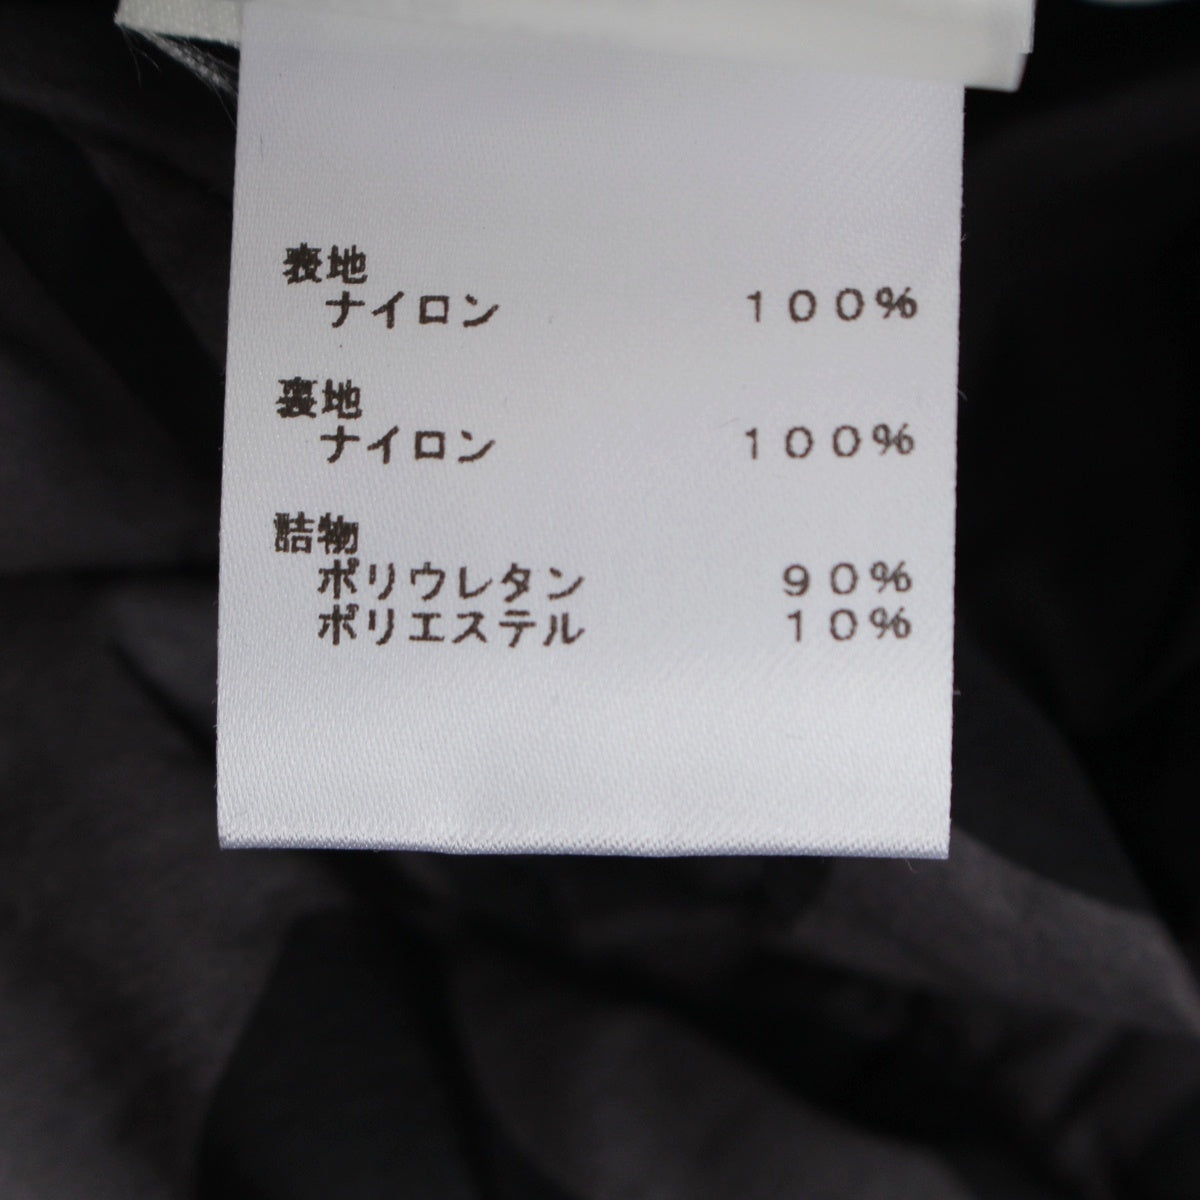 表地
ナイロン 100%
裏地
ナイロン 100%
詰物
ポリウレタン 90%
ポリエステル 10%